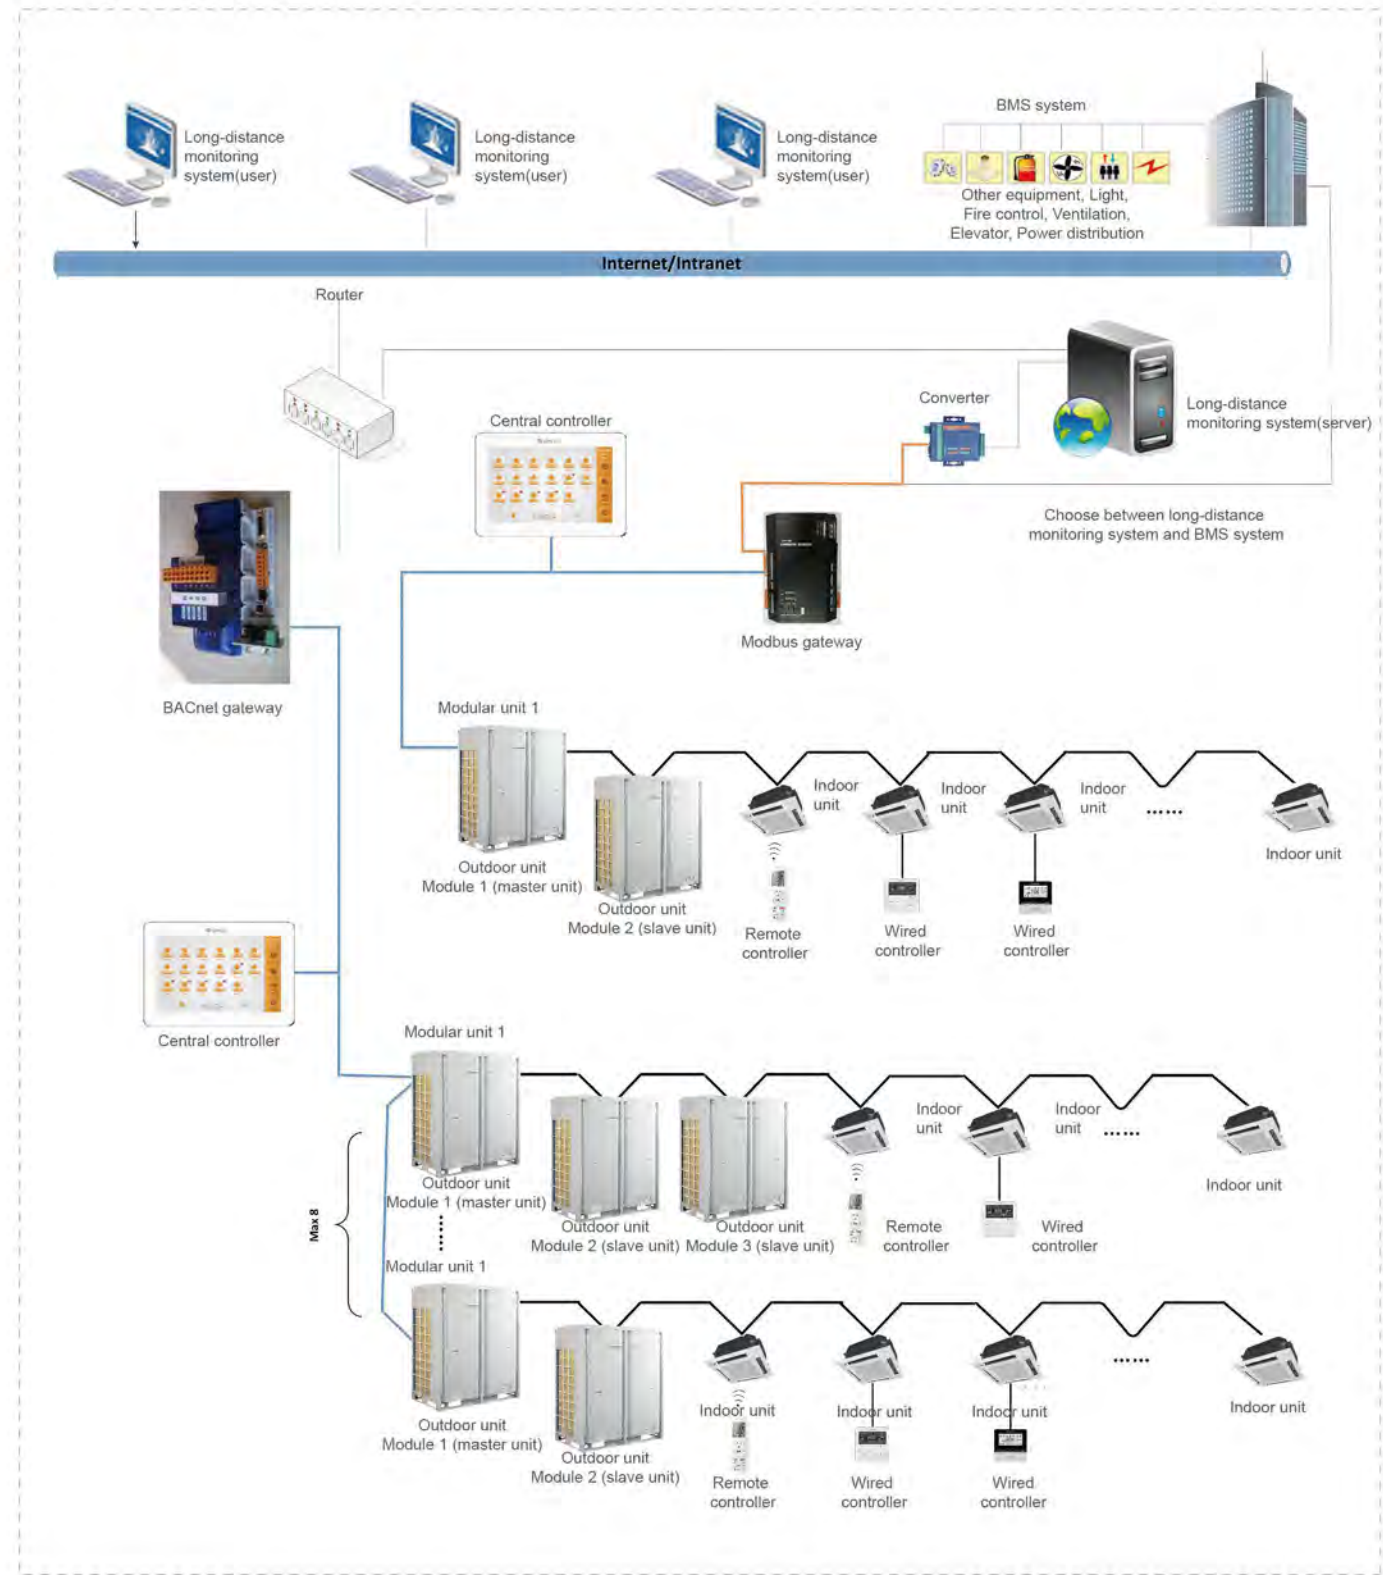 Long-distance
monitoring
system(user)
Long-distance
monitoring
system(user)
Long-distance
monitoring
system(user)
BMS system
Other equipment, Light,
Fire control, Ventilation,
Elevator, Power distribution
Internet/Intranet
Router
Converter
Long-distance
monitoring system(server)
Central controller
Choose between long-distance
monitoring system and BMS system
Modbus gateway
BACnet gateway
Modular unit 1
Indoor
unit
Indoor
unit
Indoor
unit
......
Indoor unit
Outdoor unit
Module 1 (master unit)
Outdoor unit
Module 2 (slave unit)
Remote
controller
Wired
controller
Wired
controller
Central controller
Modular unit 1
Indoor
unit
Indoor
unit
......
Indoor unit
Outdoor unit
Module 1 (master unit)
Outdoor unit
Module 2 (slave unit)
Outdoor unit
Module 3 (slave unit)
Remote
controller
Wired
controller
Max 8
......
Modular unit 1
......
Indoor unit
Indoor unit
Indoor unit
Indoor unit
Outdoor unit
Module 1 (master unit)
Outdoor unit
Module 2 (slave unit)
Remote
controller
Wired
controller
Wired
controller